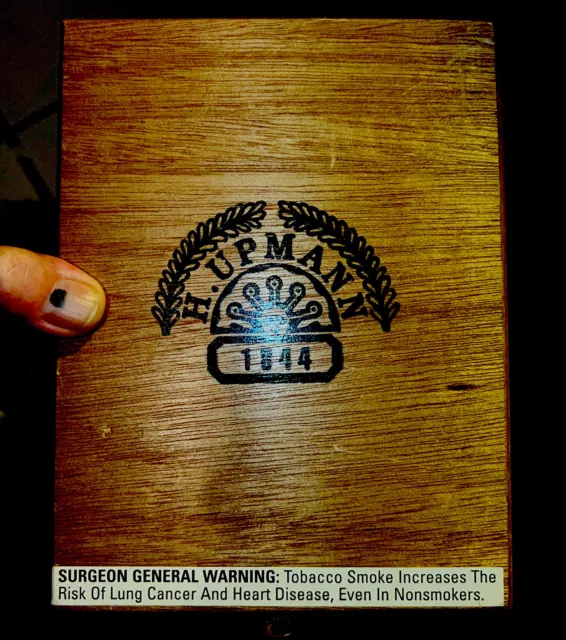 H. UPMANN
1844
SURGEON GENERAL WARNING: Tobacco Smoke Increases The
Risk Of Lung Cancer And Heart Disease, Even In Nonsmokers.